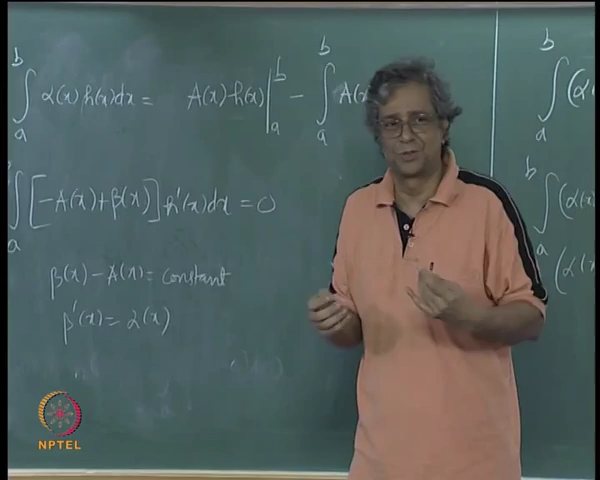 ∫_a^b α(x) h(x) dx = A(x) h(x) |_a^b − ∫_a^b A(x
∫_a [−A(x) + β(x)] h'(x) dx = 0
β(x) − A(x) = constant
β'(x) = α(x)
∫_a^b (α
∫_a^b (α(x
(α(x
NPTEL